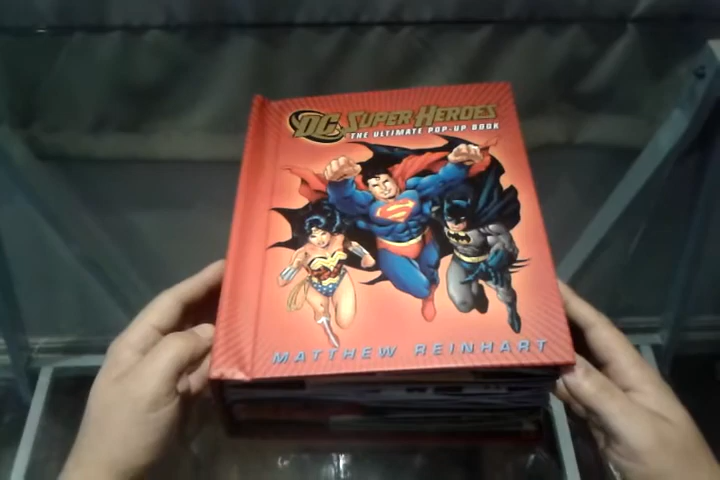 DC SUPER HEROES
THE ULTIMATE POP-UP BOOK
MATTHEW REINHART